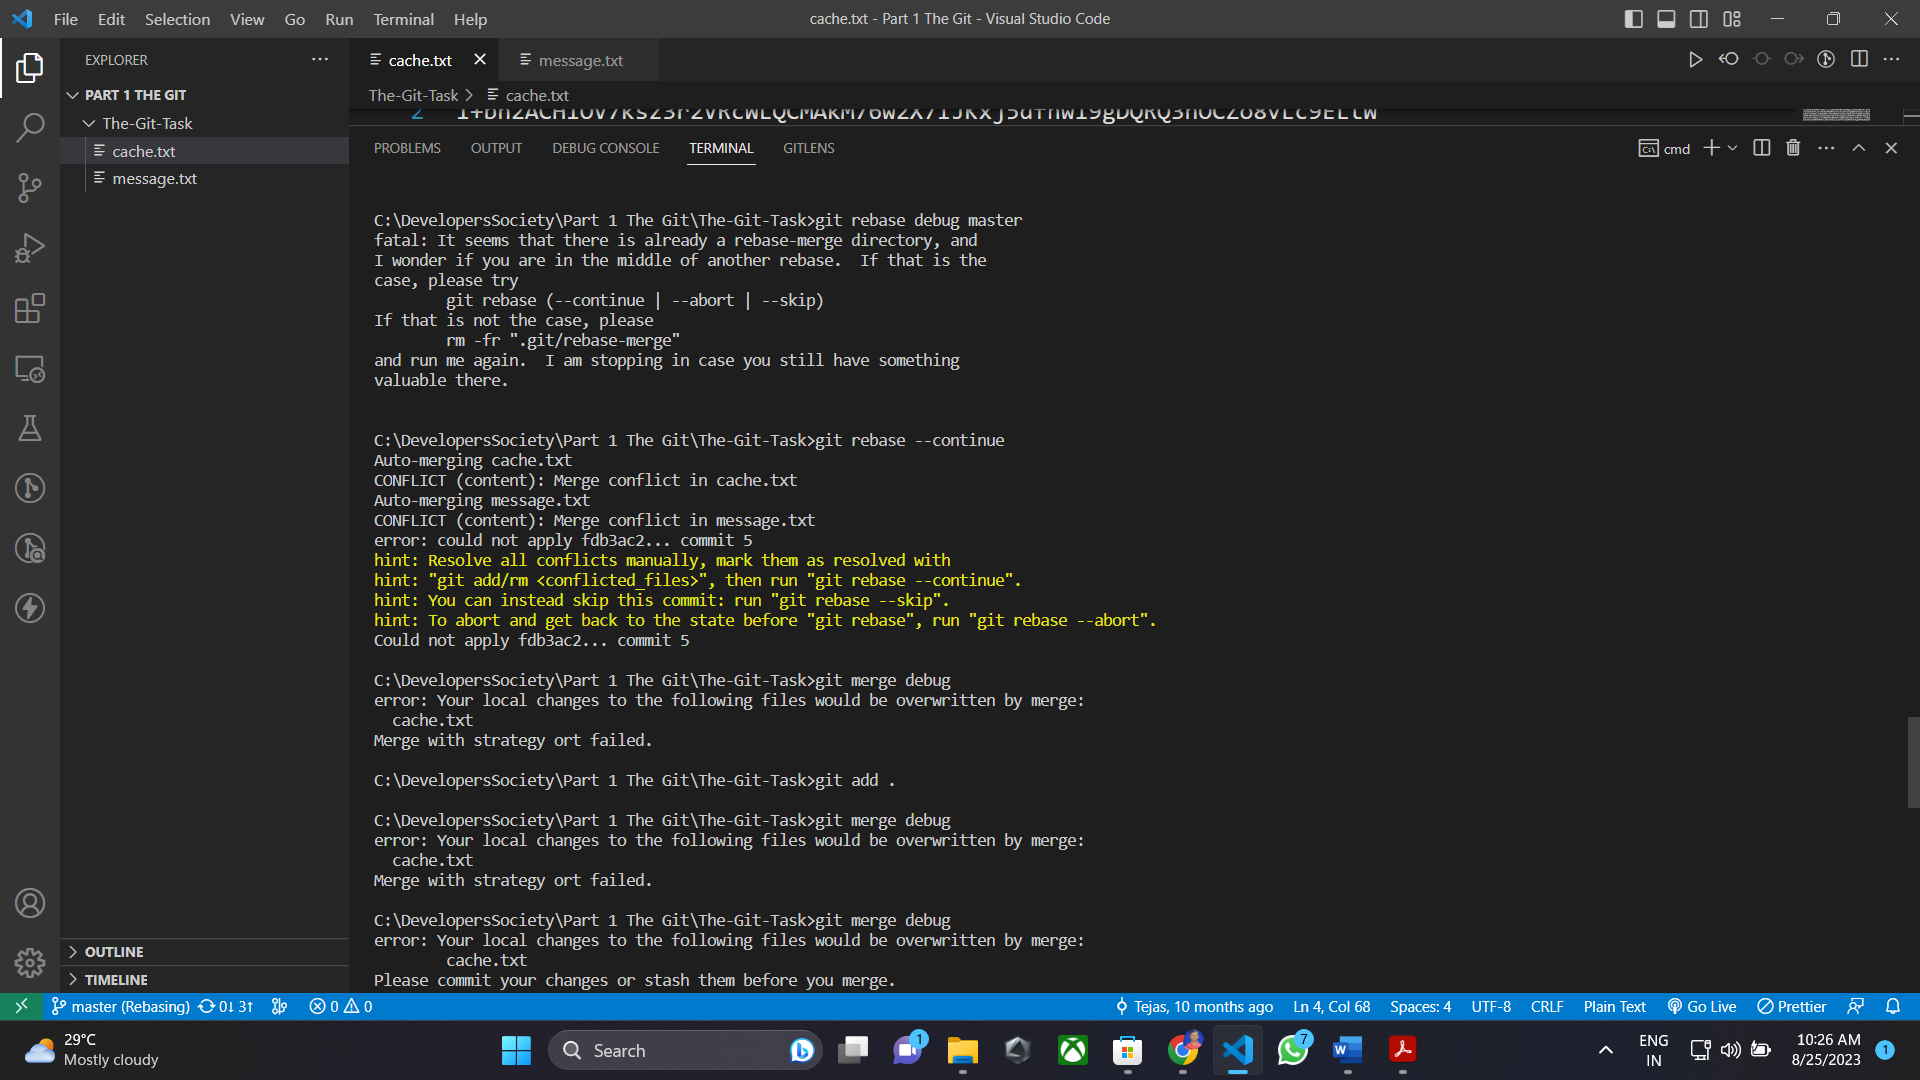 File Edit Selection View Go Run Terminal Help
cache.txt - Part 1 The Git - Visual Studio Code
EXPLORER
PART 1 THE GIT
The-Git-Task
cache.txt
message.txt
OUTLINE
TIMELINE
cache.txt
message.txt
The-Git-Task > cache.txt
2
PROBLEMS OUTPUT DEBUG CONSOLE TERMINAL GITLENS
cmd
C:\DevelopersSociety\Part 1 The Git\The-Git-Task>git rebase debug master
fatal: It seems that there is already a rebase-merge directory, and
I wonder if you are in the middle of another rebase.  If that is the
case, please try
git rebase (--continue | --abort | --skip)
If that is not the case, please
rm -fr ".git/rebase-merge"
and run me again.  I am stopping in case you still have something
valuable there.
C:\DevelopersSociety\Part 1 The Git\The-Git-Task>git rebase --continue
Auto-merging cache.txt
CONFLICT (content): Merge conflict in cache.txt
Auto-merging message.txt
CONFLICT (content): Merge conflict in message.txt
error: could not apply fdb3ac2... commit 5
hint: Resolve all conflicts manually, mark them as resolved with
hint: "git add/rm <conflicted_files>", then run "git rebase --continue".
hint: You can instead skip this commit: run "git rebase --skip".
hint: To abort and get back to the state before "git rebase", run "git rebase --abort".
Could not apply fdb3ac2... commit 5
C:\DevelopersSociety\Part 1 The Git\The-Git-Task>git merge debug
error: Your local changes to the following files would be overwritten by merge:
cache.txt
Merge with strategy ort failed.
C:\DevelopersSociety\Part 1 The Git\The-Git-Task>git add .
C:\DevelopersSociety\Part 1 The Git\The-Git-Task>git merge debug
error: Your local changes to the following files would be overwritten by merge:
cache.txt
Merge with strategy ort failed.
C:\DevelopersSociety\Part 1 The Git\The-Git-Task>git merge debug
error: Your local changes to the following files would be overwritten by merge:
cache.txt
Please commit your changes or stash them before you merge.
master (Rebasing) 0↓ 3↑ 0 0
Tejas, 10 months ago Ln 4, Col 68 Spaces: 4 UTF-8 CRLF Plain Text Go Live Prettier
29°C
Mostly cloudy
Search
1
7
ENG
IN
10:26 AM
8/25/2023
1